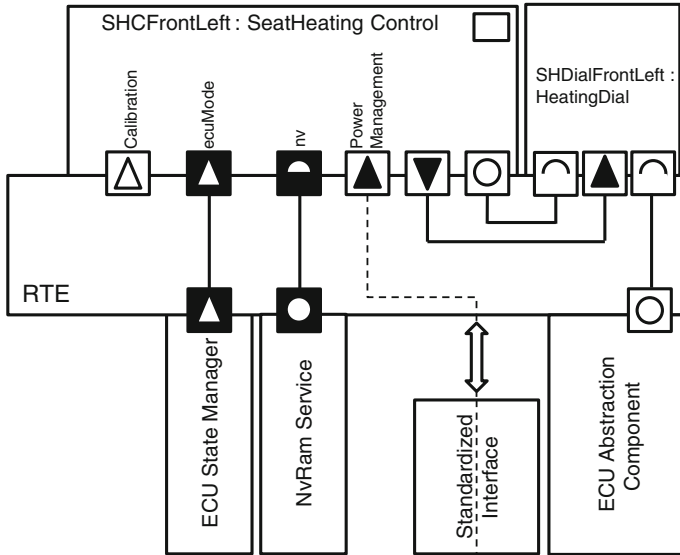 SHCFrontLeft : SeatHeating Control
SHDialFrontLeft :
HeatingDial
Calibration
ecuMode
nv
Power
Management
RTE
ECU State Manager
NvRam Service
Standardized
Interface
ECU Abstraction
Component